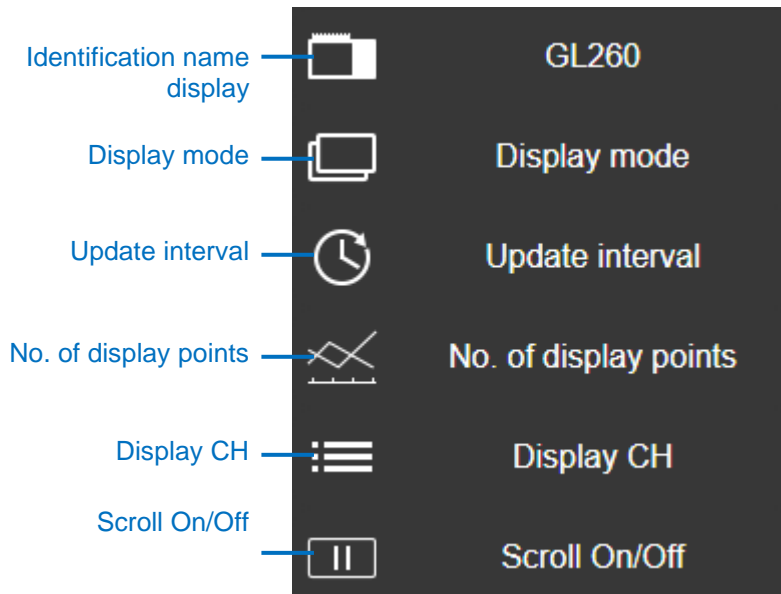 Identification name
display
GL260
Display mode
Display mode
Update interval
Update interval
No. of display points
No. of display points
Display CH
Display CH
Scroll On/Off
Scroll On/Off